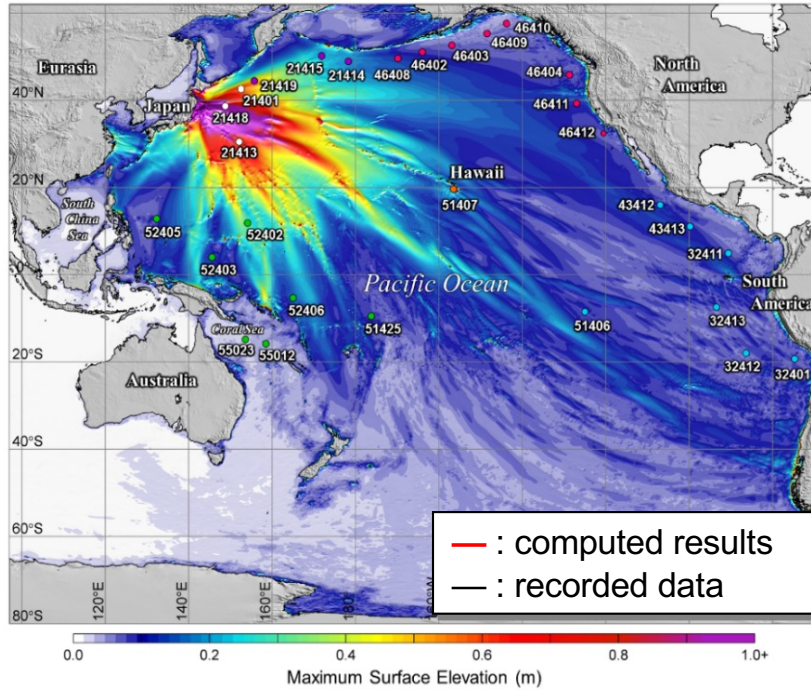 46410
Eurasia
46409
21415
46403
North
America
21414
46402
46408
46404
21419
40°N
Japan
21401
46411
21418
46412
21413
20°N
Hawaii
South
China
Sea
51407
43412
52405
52402
43413
32411
52403
0°
Pacific Ocean
South
America
52406
51406
Coral Sea
51425
32413
55023
55012
20°S
32412
32401
Australia
40°S
60°S
— : computed results
— : recorded data
80°S
120°E
140°E
160°E
180°
160°W
0.0
0.2
0.4
0.6
0.8
1.0+
Maximum Surface Elevation (m)